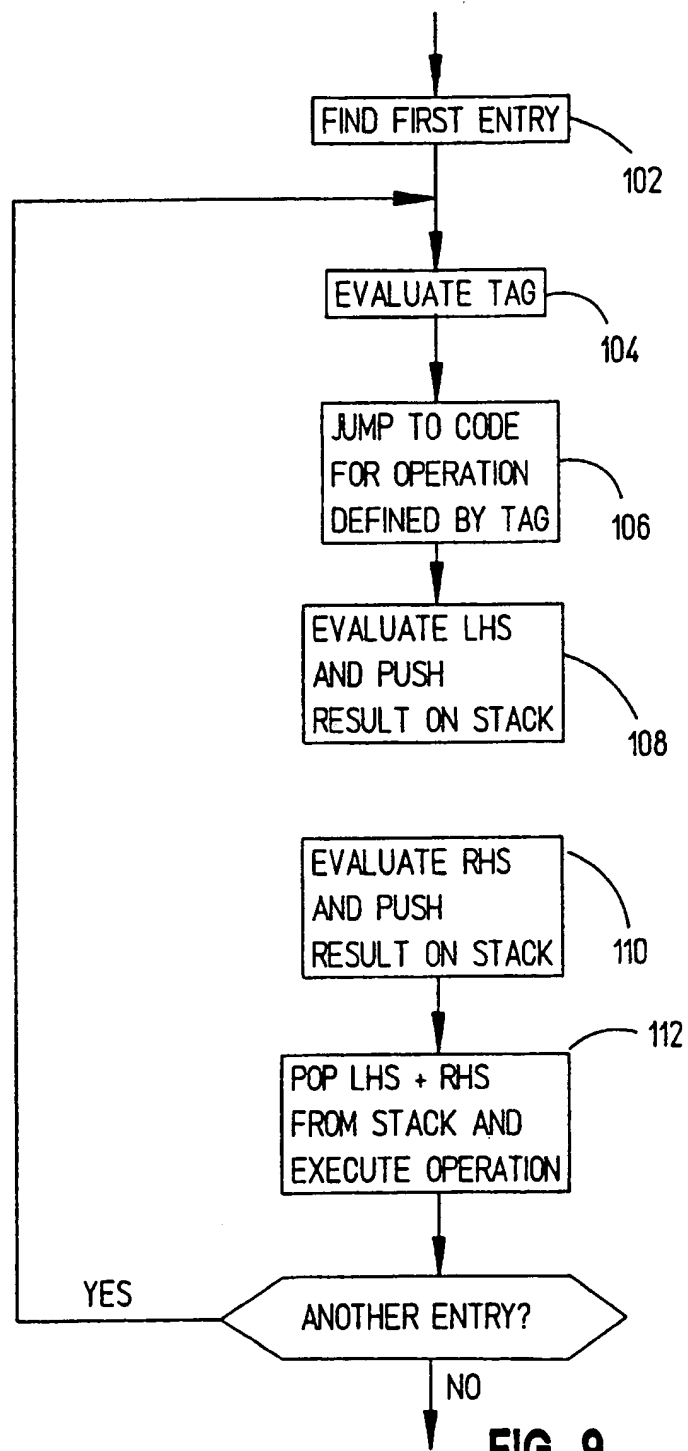 FIND FIRST ENTRY
102
EVALUATE TAG
104
JUMP TO CODE
FOR OPERATION
DEFINED BY TAG
106
EVALUATE LHS
AND PUSH
RESULT ON STACK
108
EVALUATE RHS
AND PUSH
RESULT ON STACK
110
112
POP LHS + RHS
FROM STACK AND
EXECUTE OPERATION
YES
ANOTHER ENTRY?
NO
FIG. 9